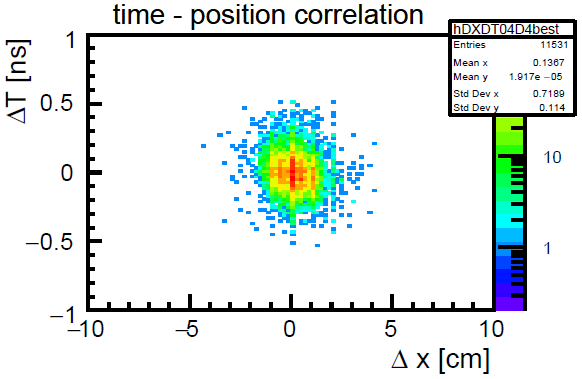 time - position correlation
hDXDT04D4best
Entries 11531
Mean x 0.1367
Mean y 1.917e −05
Std Dev x 0.7189
Std Dev y 0.114
ΔT [ns]
1
0.5
0
−0.5
−1
−10 −5 0 5 10
Δ x [cm]
10
1